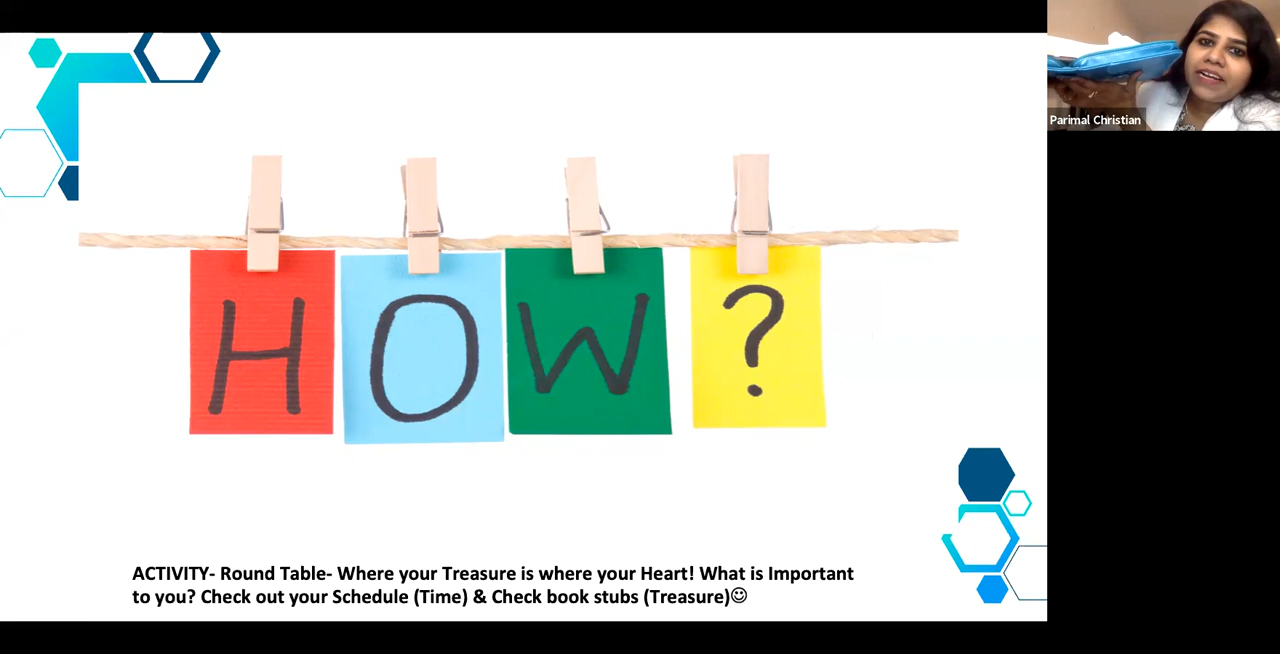 Parimal Christian
HOW?
ACTIVITY- Round Table- Where your Treasure is where your Heart! What is Important
to you? Check out your Schedule (Time) & Check book stubs (Treasure)☺